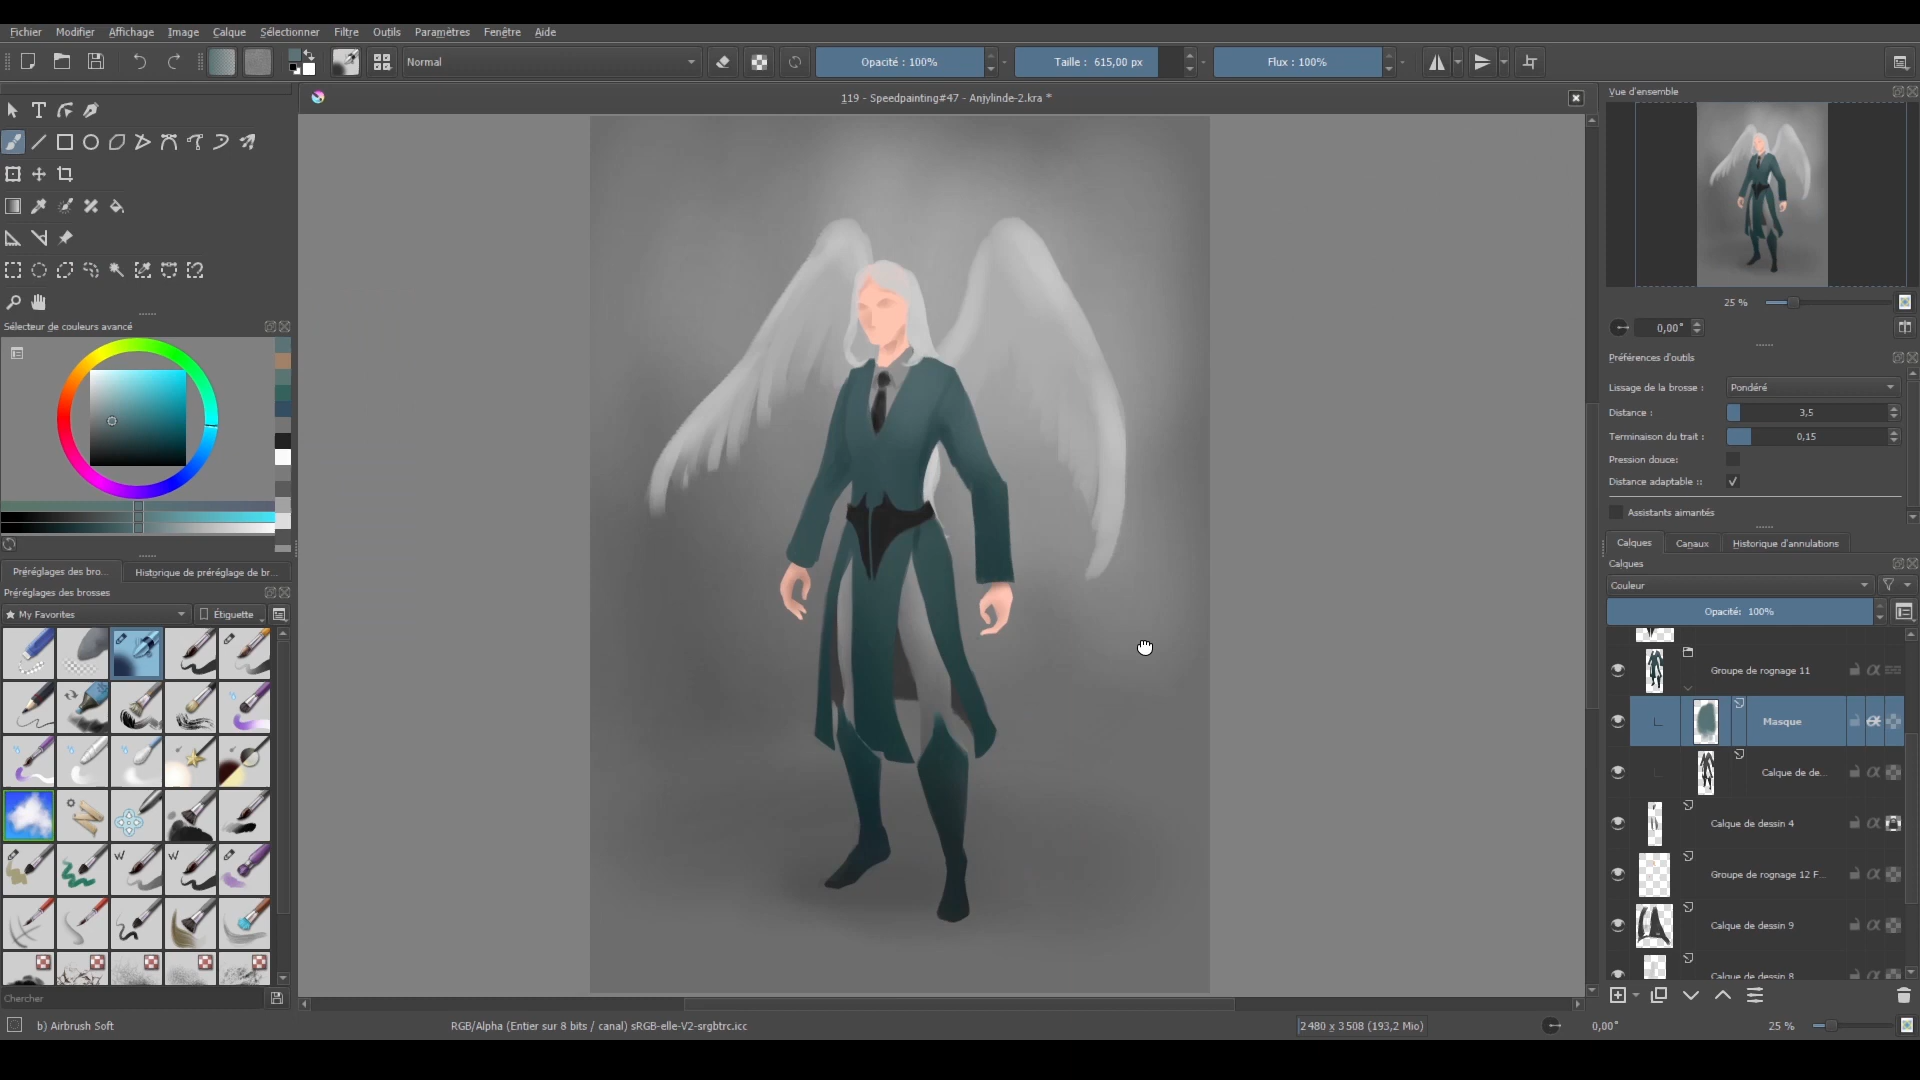 Fichier Modifier Affichage Image Calque Sélectionner Filtre Outils Paramètres Fenêtre Aide
Normal Opacité : 100% Taille : 615,00 px Flux : 100%
119 - Speedpainting#47 - Anjylinde-2.kra *
Vue d'ensemble
25 %
0,00°
Sélecteur de couleurs avancé
Préférences d'outils
Lissage de la brosse : Pondéré
Distance : 3,5
Terminaison du trait : 0,15
Pression douce:
Distance adaptable ::
Assistants aimantés
Calques Canaux Historique d'annulations
Calques
Couleur
Opacité: 100%
Groupe de rognage 11
Masque
Calque de de...
Calque de dessin 4
Groupe de rognage 12 F...
Calque de dessin 9
Calque de dessin 8
Préréglages des bro... Historique de préréglage de br...
Préréglages des brosses
My Favorites Étiquette
W W
Chercher
b) Airbrush Soft RGB/Alpha (Entier sur 8 bits / canal) sRGB-elle-V2-srgbtrc.icc 2 480 x 3 508 (193,2 Mio) 0,00° 25 %